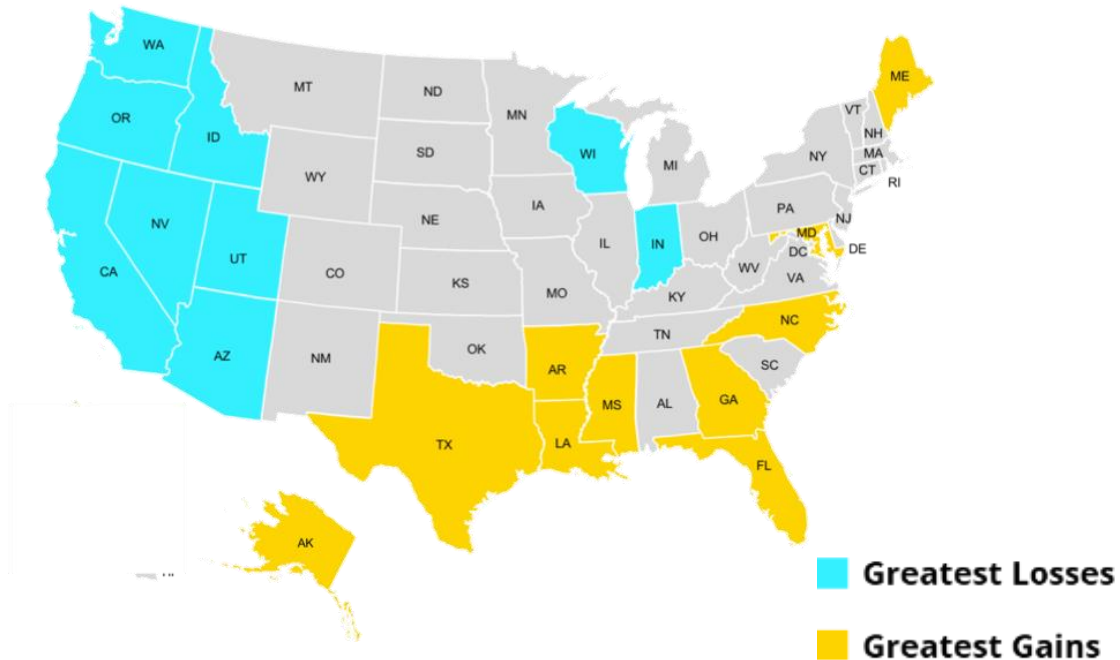 WA
MT
ND
MN
OR
ID
SD
WY
WI
MI
ME
VT
NH
NY
MA
CT
RI
NV
CA
UT
CO
NE
IA
KS
MO
IL
IN
OH
PA
NJ
MD
DE
DC
WV
VA
KY
AZ
NM
OK
TX
AR
LA
MS
TN
AL
NC
SC
GA
FL
AK
Greatest Losses
Greatest Gains